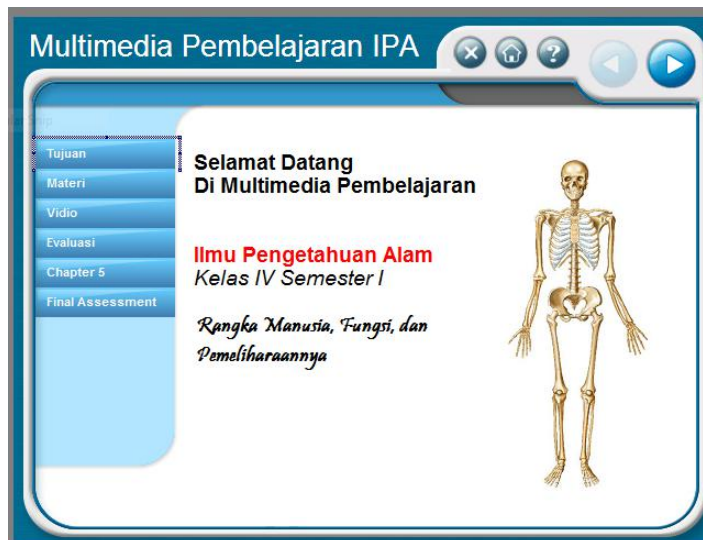 Multimedia Pembelajaran IPA
Tujuan
Materi
Vidio
Evaluasi
Chapter 5
Final Assessment
Selamat Datang
Di Multimedia Pembelajaran
Ilmu Pengetahuan Alam
Kelas IV Semester I
Rangka Manusia, Fungsi, dan
Pemeliharaannya